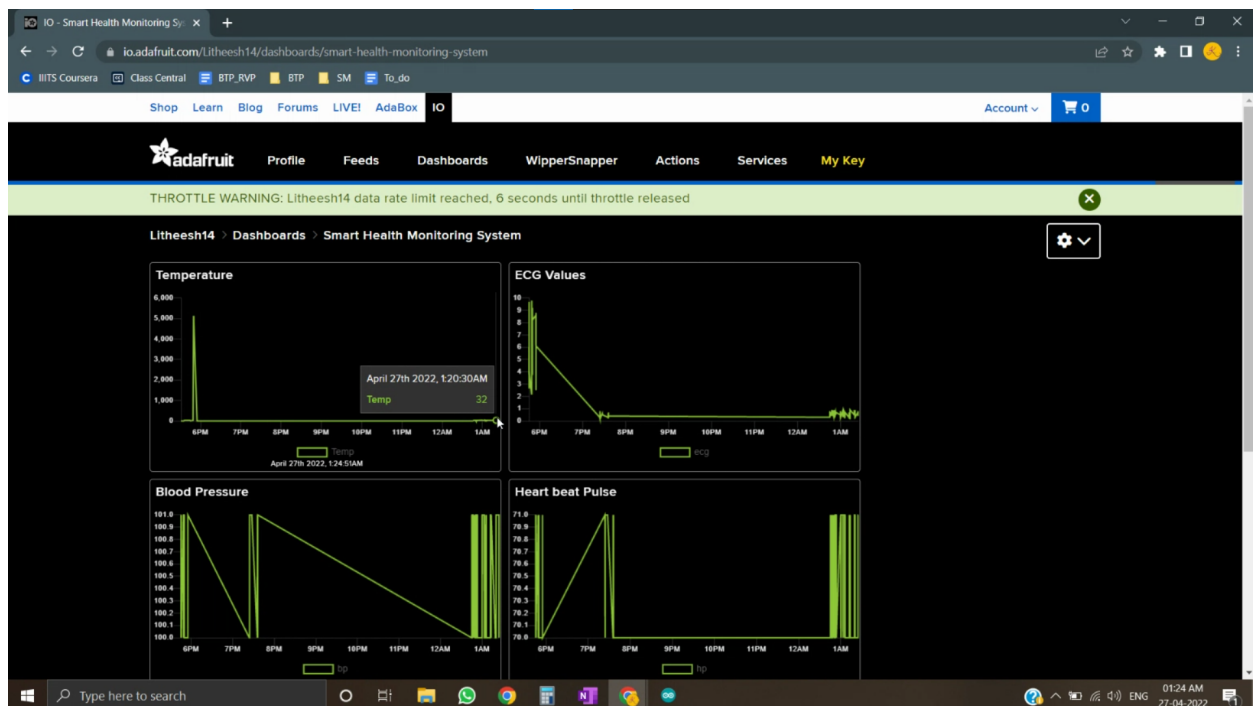 IO - Smart Health Monitoring Sys
io.adafruit.com/Litheesh14/dashboards/smart-health-monitoring-system
IIITS Coursera Class Central BTP_RVP BTP SM To_do
Shop Learn Blog Forums LIVE! AdaBox IO Account 0
adafruit Profile Feeds Dashboards WipperSnapper Actions Services My Key
THROTTLE WARNING: Litheesh14 data rate limit reached, 6 seconds until throttle released
Litheesh14 > Dashboards > Smart Health Monitoring System
Temperature
6,000
5,000
4,000
3,000
2,000
1,000
0
6PM 7PM 8PM 9PM 10PM 11PM 12AM 1AM
April 27th 2022, 1:20:30AM
Temp 32
Temp
April 27th 2022, 1:24:51AM
ECG Values
10
9
8
7
6
5
4
3
2
1
0
6PM 7PM 8PM 9PM 10PM 11PM 12AM 1AM
ecg
Blood Pressure
101.0
100.9
100.8
100.7
100.6
100.5
100.4
100.3
100.2
100.1
100.0
6PM 7PM 8PM 9PM 10PM 11PM 12AM 1AM
bp
Heart beat Pulse
71.0
70.9
70.8
70.7
70.6
70.5
70.4
70.3
70.2
70.1
70.0
6PM 7PM 8PM 9PM 10PM 11PM 12AM 1AM
hp
Type here to search
ENG
01:24 AM
27-04-2022